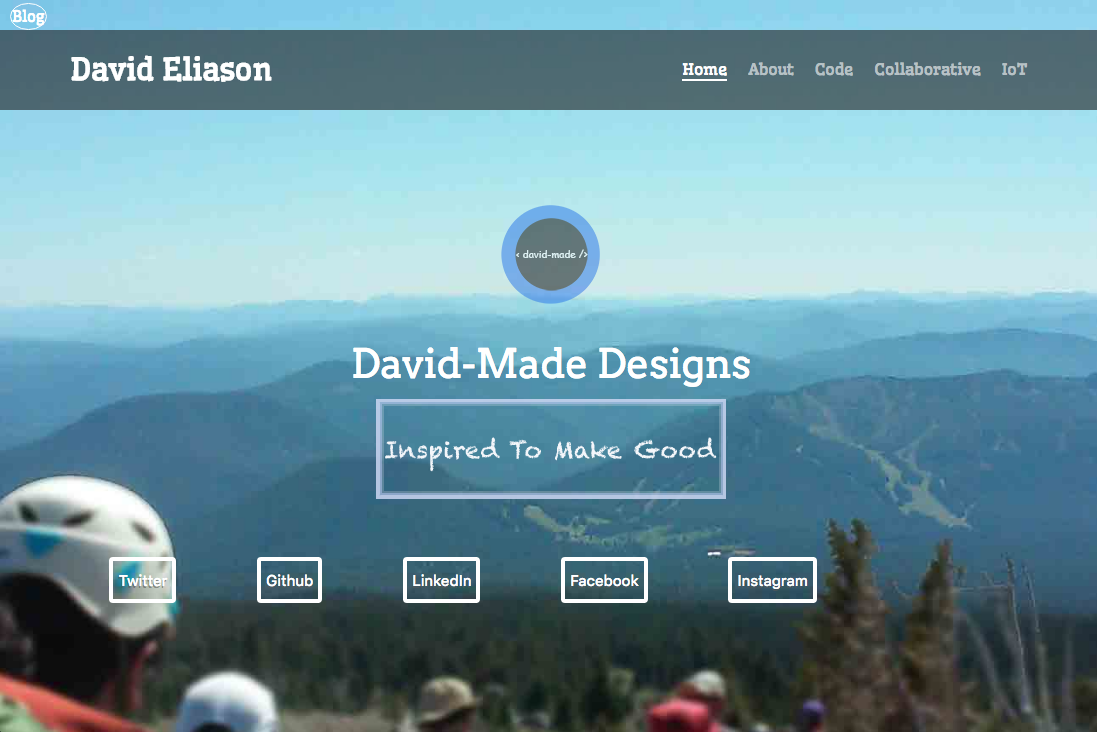 Blog
David Eliason
Home About Code Collaborative IoT
< david-made />
David-Made Designs
Inspired To Make Good
Twitter Github LinkedIn Facebook Instagram